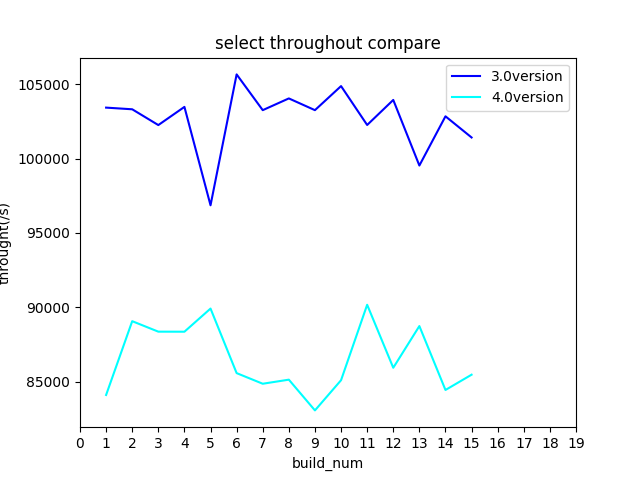 select throughout compare
3.0version
4.0version
105000
100000
95000
90000
85000
throught(/s)
0 1 2 3 4 5 6 7 8 9 10 11 12 13 14 15 16 17 18 19
build_num